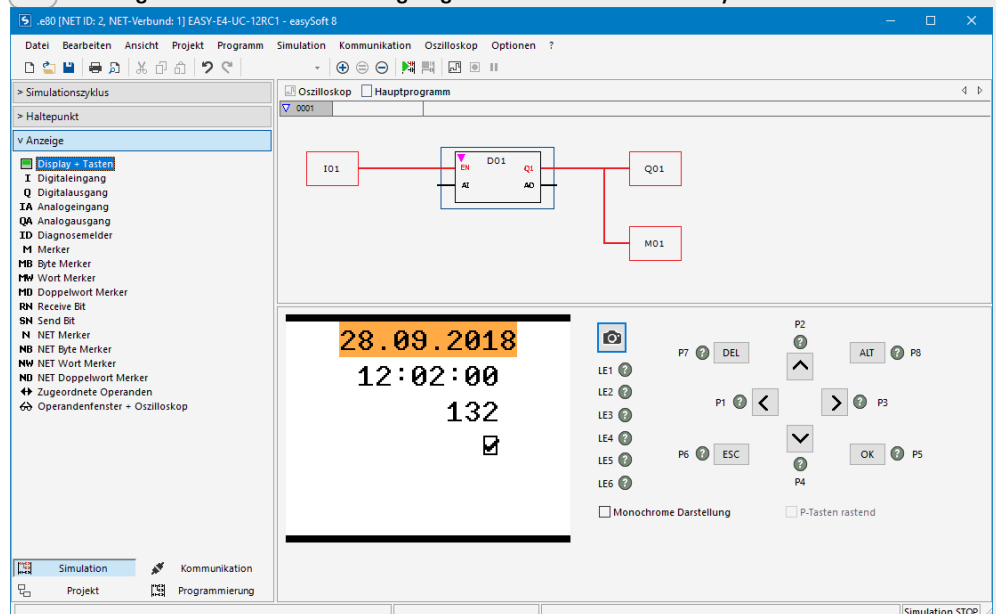 .e80 [NET ID: 2, NET-Verbund: 1] EASY-E4-UC-12RC1 - easySoft 8
Datei Bearbeiten Ansicht Projekt Programm Simulation Kommunikation Oszilloskop Optionen ?
> Simulationszyklus
> Haltepunkt
v Anzeige
Display + Tasten
I Digitaleingang
Q Digitalausgang
IA Analogeingang
QA Analogausgang
ID Diagnosemelder
M Merker
MB Byte Merker
MW Wort Merker
MD Doppelwort Merker
RN Receive Bit
SN Send Bit
N NET Merker
NB NET Byte Merker
NW NET Wort Merker
ND NET Doppelwort Merker
Zugeordnete Operanden
Operandenfenster + Oszilloskop
Simulation Kommunikation
Projekt Programmierung
Oszilloskop Hauptprogramm
0001
I01
D01
EN Q1
AI AO
Q01
M01
28.09.2018
12:02:00
132
P2
P7 DEL ALT P8
LE1
LE2
P1 P3
LE3
LE4
P6 ESC OK P5
LE5
LE6
P4
Monochrome Darstellung P-Tasten rastend
Simulation STOP